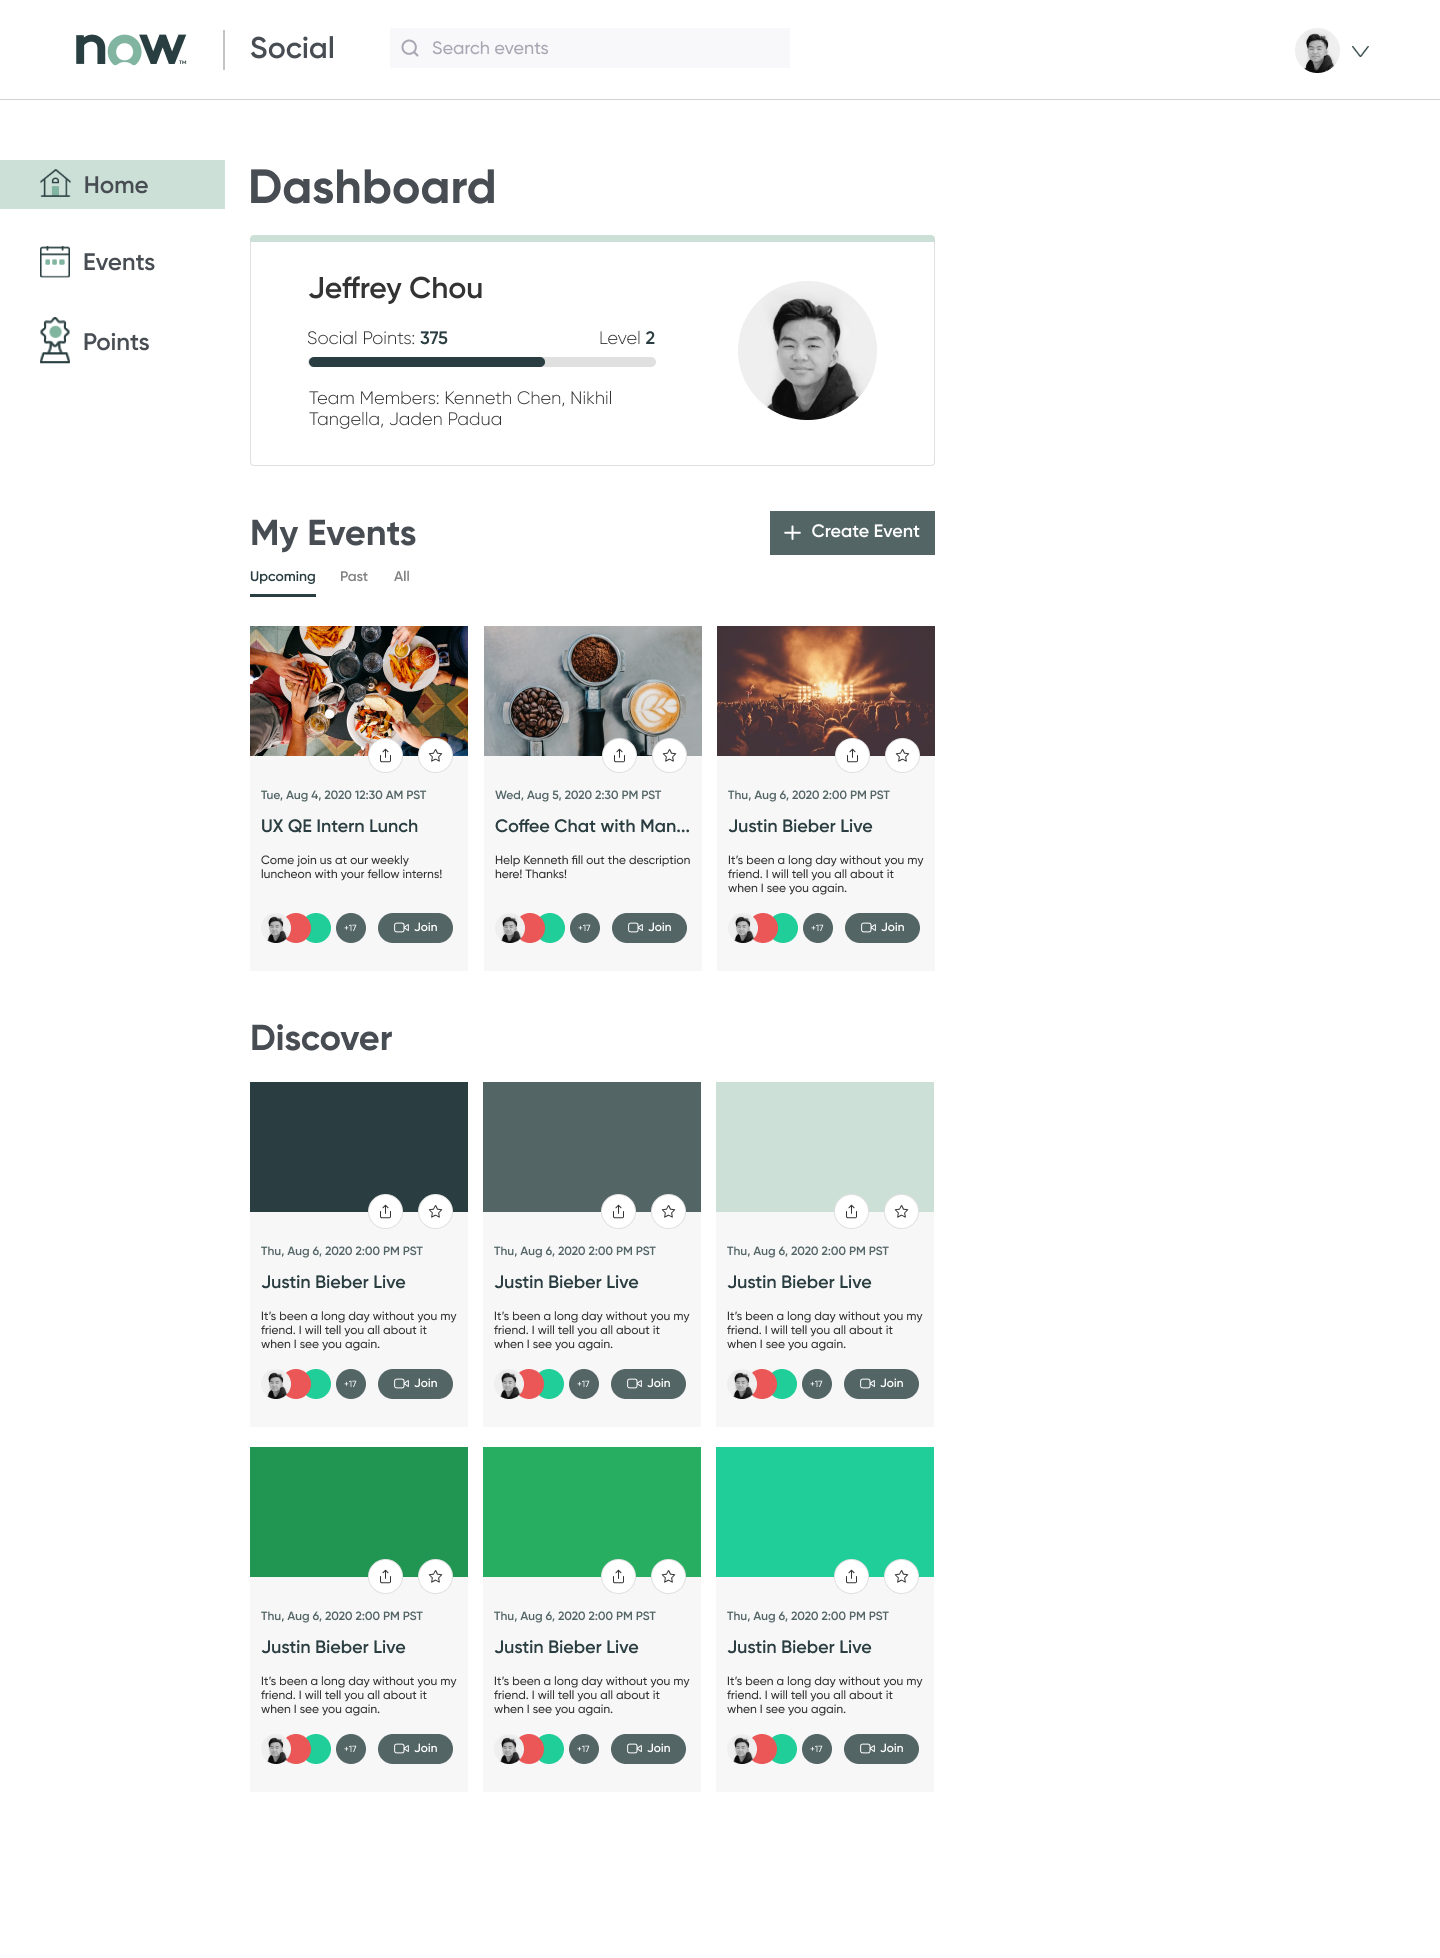 now™
Social
Search events
Home
Events
Points
Dashboard
Jeffrey Chou
Social Points: 375
Level 2
Team Members: Kenneth Chen, Nikhil
Tangella, Jaden Padua
My Events
Create Event
Upcoming
Past
All
Tue, Aug 4, 2020 12:30 AM PST
UX QE Intern Lunch
Come join us at our weekly
luncheon with your fellow interns!
+17
Join
Wed, Aug 5, 2020 2:30 PM PST
Coffee Chat with Man...
Help Kenneth fill out the description
here! Thanks!
+17
Join
Thu, Aug 6, 2020 2:00 PM PST
Justin Bieber Live
It's been a long day without you my
friend. I will tell you all about it
when I see you again.
+17
Join
Discover
Thu, Aug 6, 2020 2:00 PM PST
Justin Bieber Live
It's been a long day without you my
friend. I will tell you all about it
when I see you again.
+17
Join
Thu, Aug 6, 2020 2:00 PM PST
Justin Bieber Live
It's been a long day without you my
friend. I will tell you all about it
when I see you again.
+17
Join
Thu, Aug 6, 2020 2:00 PM PST
Justin Bieber Live
It's been a long day without you my
friend. I will tell you all about it
when I see you again.
+17
Join
Thu, Aug 6, 2020 2:00 PM PST
Justin Bieber Live
It's been a long day without you my
friend. I will tell you all about it
when I see you again.
+17
Join
Thu, Aug 6, 2020 2:00 PM PST
Justin Bieber Live
It's been a long day without you my
friend. I will tell you all about it
when I see you again.
+17
Join
Thu, Aug 6, 2020 2:00 PM PST
Justin Bieber Live
It's been a long day without you my
friend. I will tell you all about it
when I see you again.
+17
Join